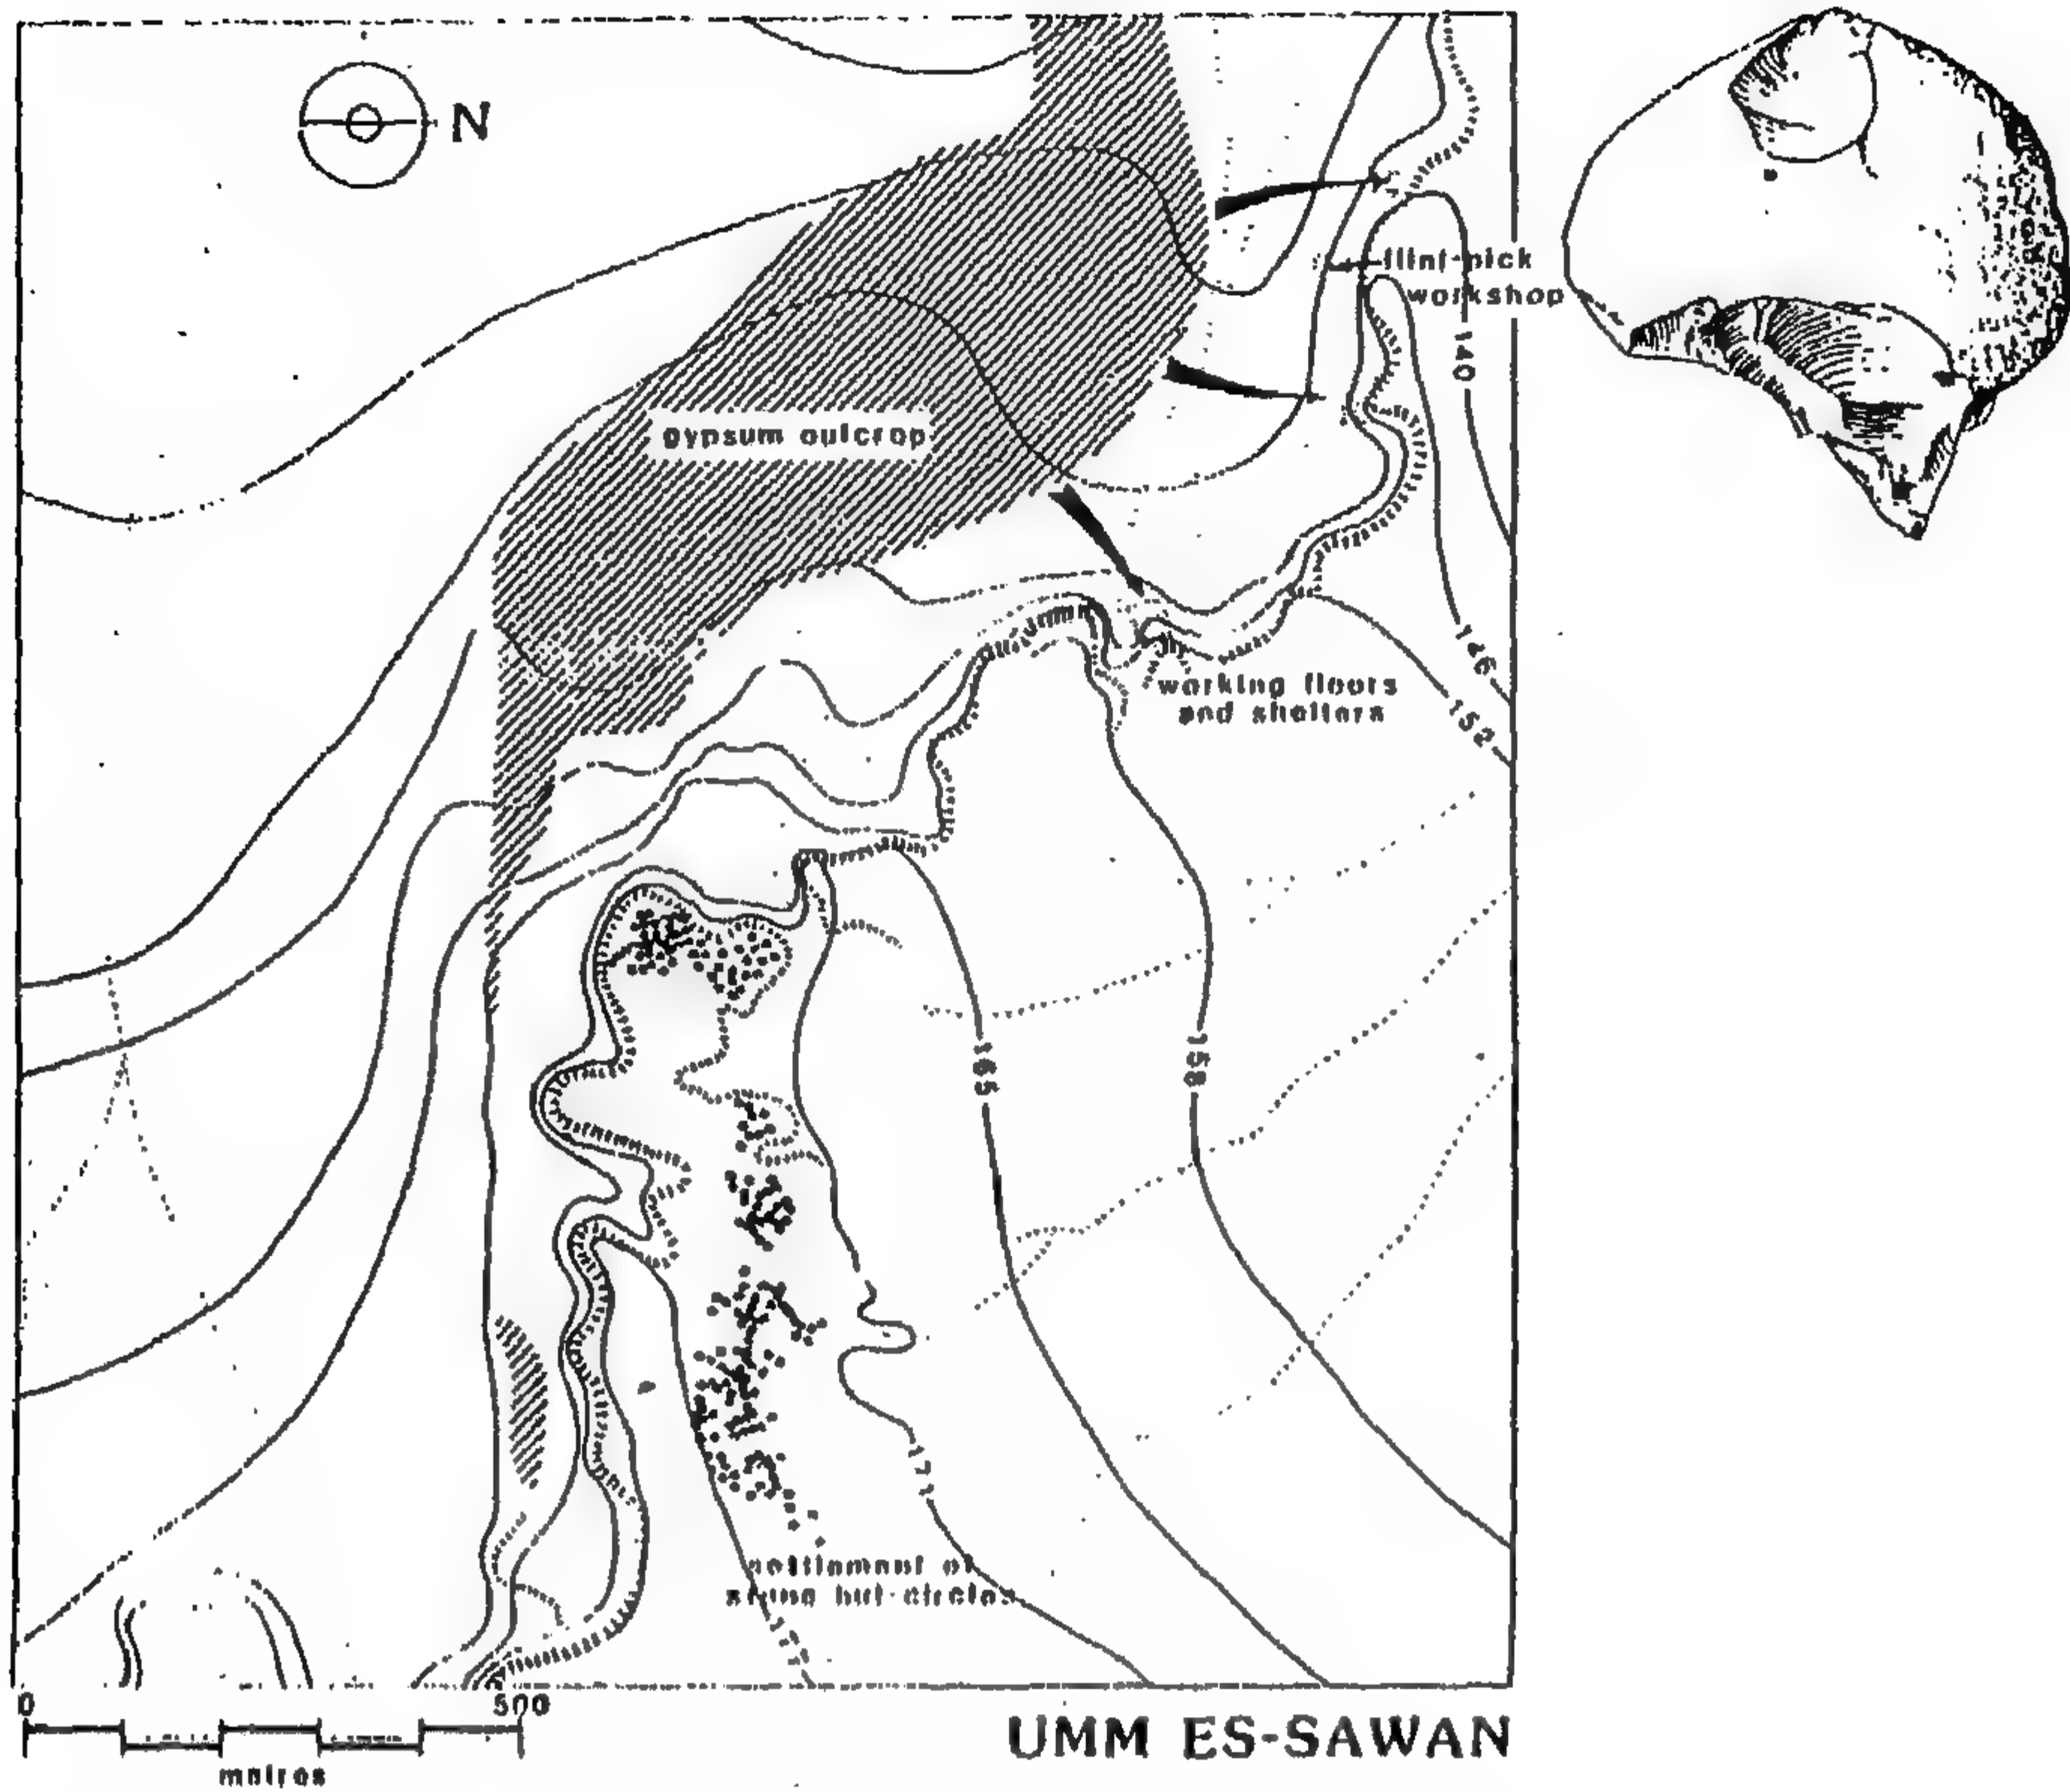 N
flint-pick
workshop
140
gypsum outcrop
146
working floors
and shelters
152
165
158
171
settlement of
stone hut-circles
177
0 500
metres
UMM ES-SAWAN